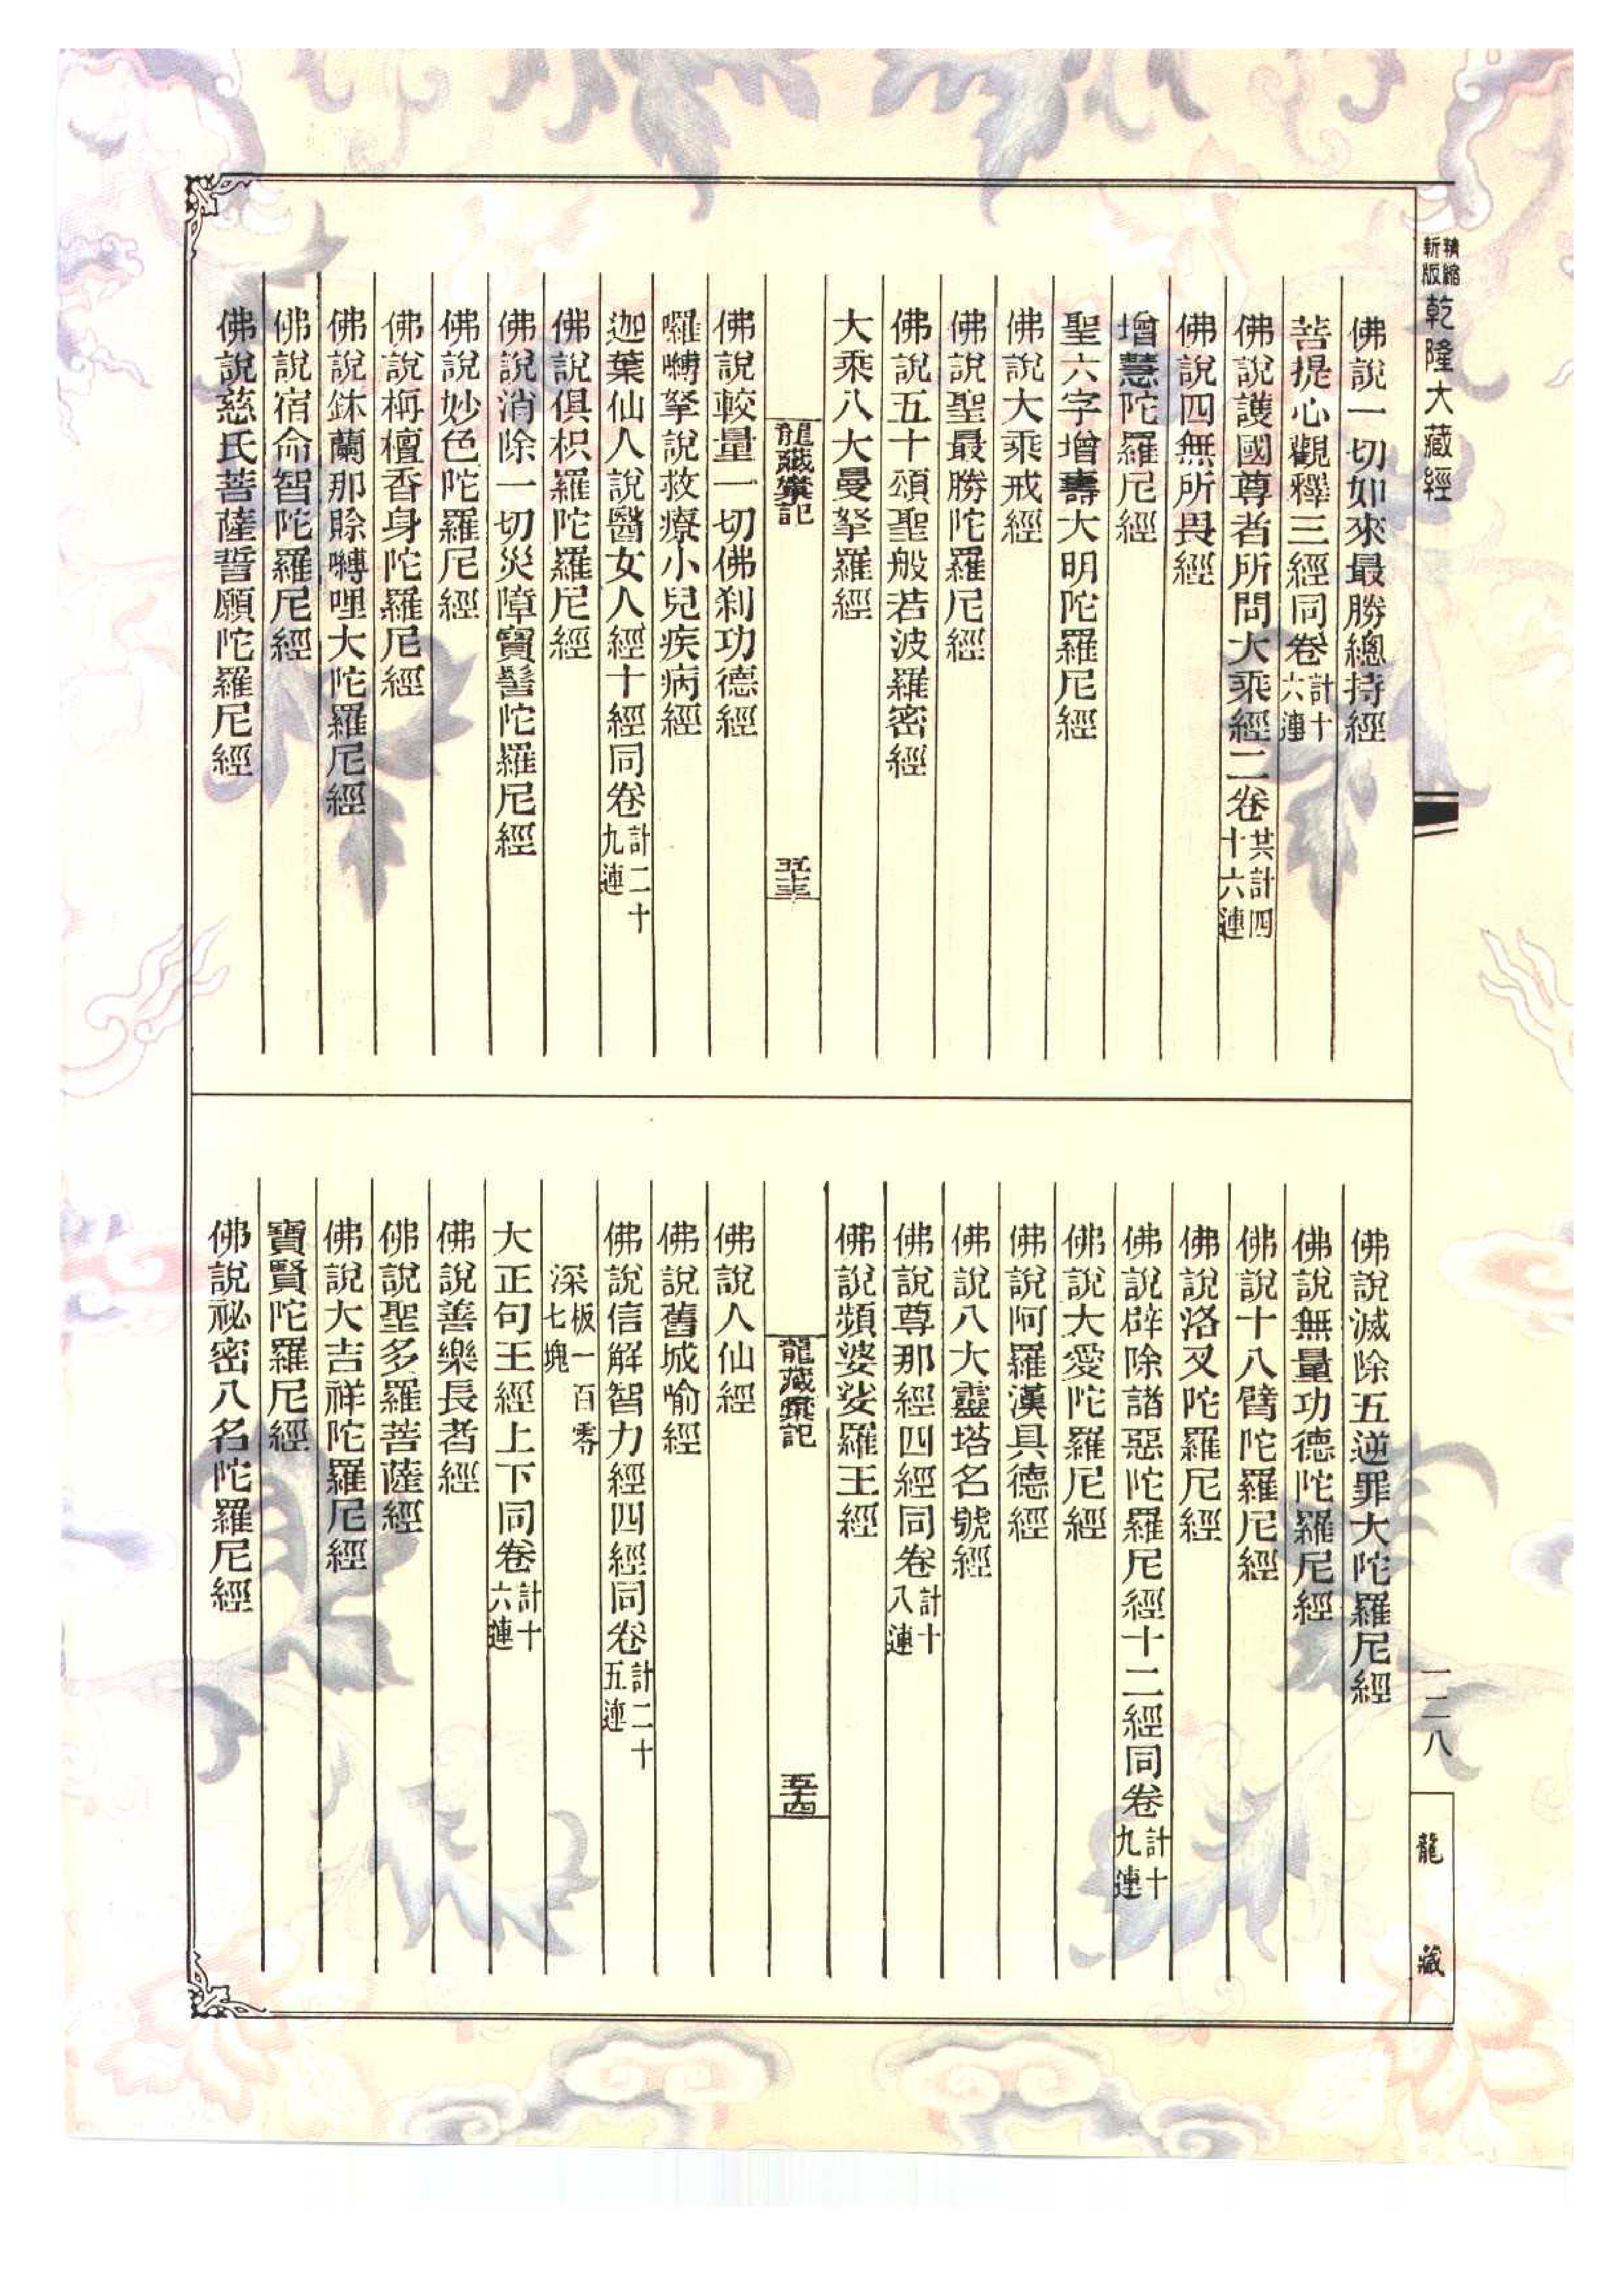 精縮新版乾隆大藏經
一二八
龍藏
佛說一切如來最勝總持經
菩提心觀釋三經同卷計十六連
佛說護國尊者所問大乘經二卷共計四十六連
佛說四無所畏經
增慧陀羅尼經
聖六字增壽大明陀羅尼經
佛說大乘戒經
佛說聖最勝陀羅尼經
佛說五十頌聖般若波羅密經
大乘八大曼拏羅經
龍藏彙記 五十三
佛說較量一切佛刹功德經
囉嚩拏說救療小兒疾病經
迦葉仙人說醫女人經十經同卷計二十九連
佛說俱枳羅陀羅尼經
佛說消除一切災障寶髻陀羅尼經
佛說妙色陀羅尼經
佛說栴檀香身陀羅尼經
佛說鉢蘭那賒嚩哩大陀羅尼經
佛說宿命智陀羅尼經
佛說慈氏菩薩誓願陀羅尼經
佛說滅除五逆罪大陀羅尼經
佛說無量功德陀羅尼經
佛說十八臂陀羅尼經
佛說洛叉陀羅尼經
佛說辟除諸惡陀羅尼經十二經同卷計十九連
佛說大愛陀羅尼經
佛說阿羅漢具德經
佛說八大靈塔名號經
佛說尊那經四經同卷計十八連
佛說頻婆娑羅王經
龍藏彙記 五十四
佛說人仙經
佛說舊城喻經
佛說信解智力經四經同卷計二十五連
深板一百零七塊
大正句王經上下同卷計十六連
佛說善樂長者經
佛說聖多羅菩薩經
佛說大吉祥陀羅尼經
寶賢陀羅尼經
佛說祕密八名陀羅尼經